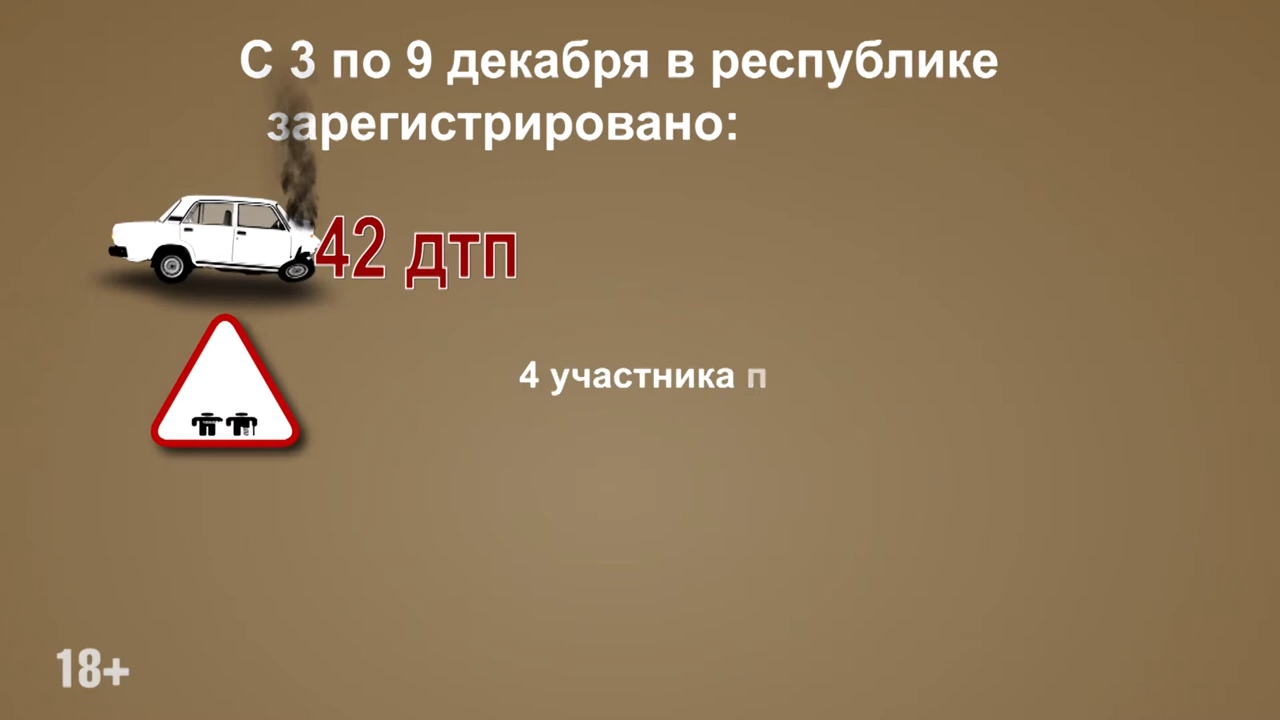 С 3 по 9 декабря в республике
зарегистрировано:
42 ДТП
4 участника п
18+